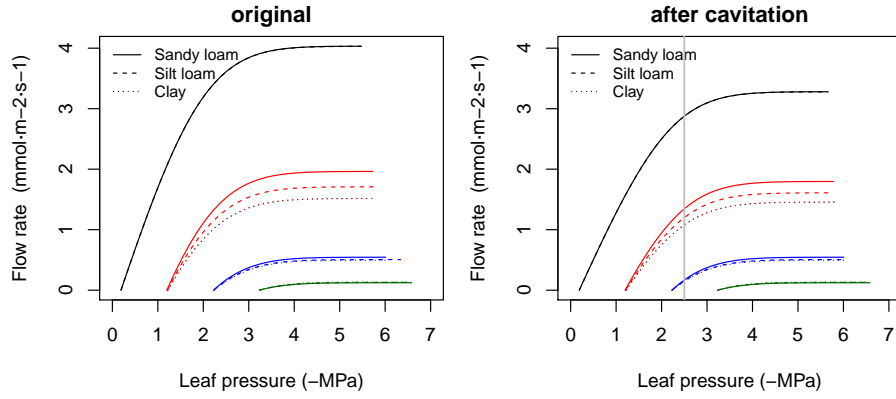 original
Flow rate (mmol·m−2·s−1)
4
3
2
1
0
Sandy loam
Silt loam
Clay
0 1 2 3 4 5 6 7
Leaf pressure (−MPa)
after cavitation
Flow rate (mmol·m−2·s−1)
4
3
2
1
0
Sandy loam
Silt loam
Clay
0 1 2 3 4 5 6 7
Leaf pressure (−MPa)